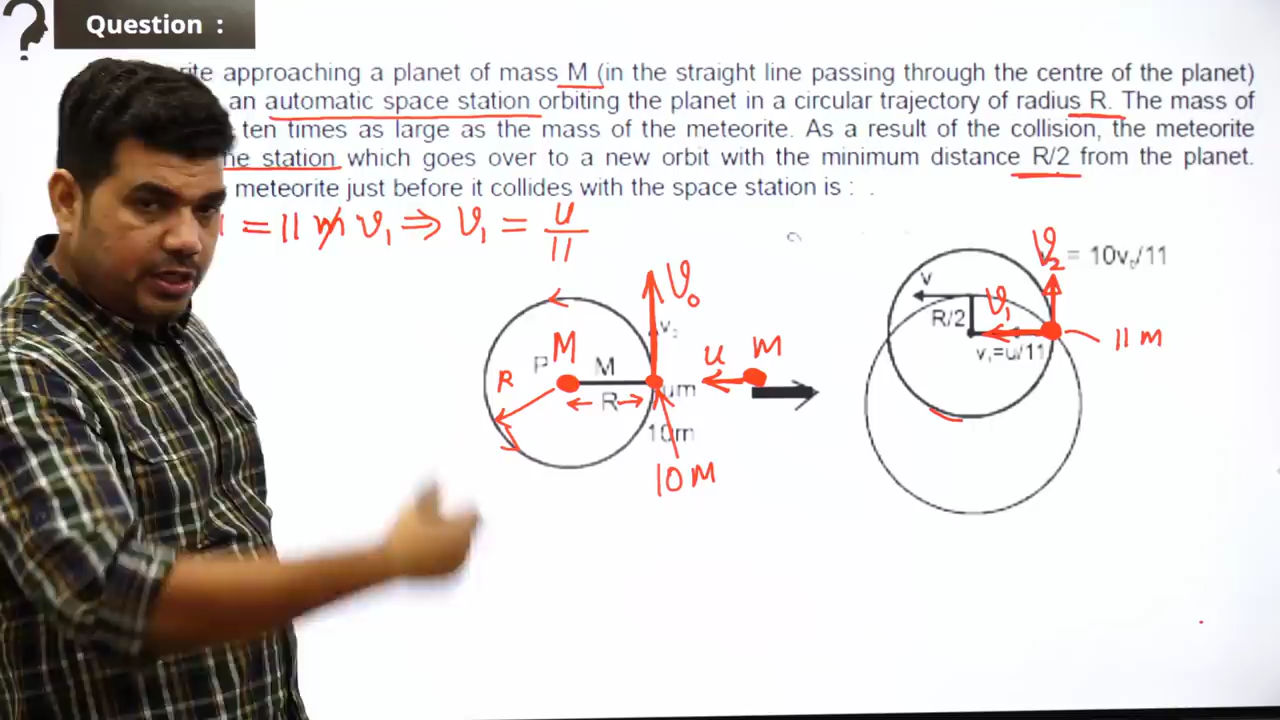 ?
Question :
rite approaching a planet of mass M (in the straight line passing through the centre of the planet)
an automatic space station orbiting the planet in a circular trajectory of radius R. The mass of
ten times as large as the mass of the meteorite. As a result of the collision, the meteorite
he station which goes over to a new orbit with the minimum distance R/2 from the planet.
meteorite just before it collides with the space station is : .
= 11 m v₁ ⇒ v₁ = u/11
v₀
M
P
M
R
R
u
m
10m
10M
v₂ = 10v₀/11
v
v₁
R/2
v₁=u/11
11 m